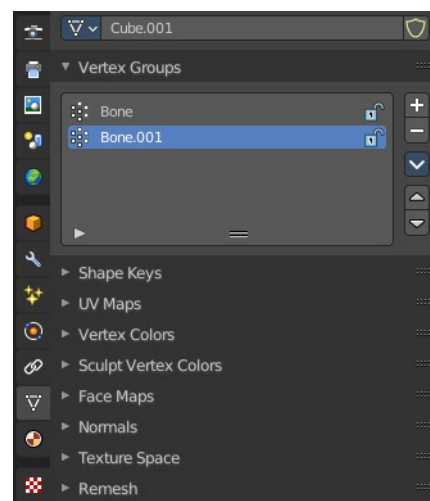 Cube.001
Vertex Groups
Bone
Bone.001
Shape Keys
UV Maps
Vertex Colors
Sculpt Vertex Colors
Face Maps
Normals
Texture Space
Remesh